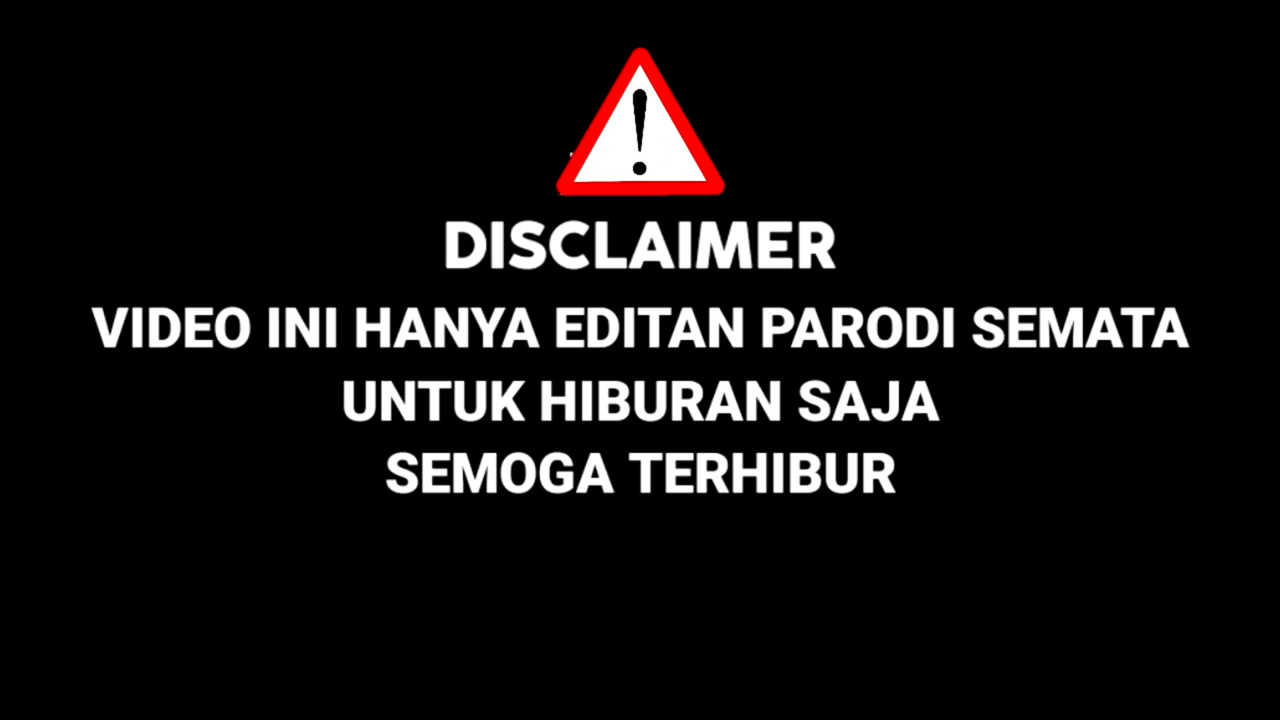 DISCLAIMER
VIDEO INI HANYA EDITAN PARODI SEMATA
UNTUK HIBURAN SAJA
SEMOGA TERHIBUR